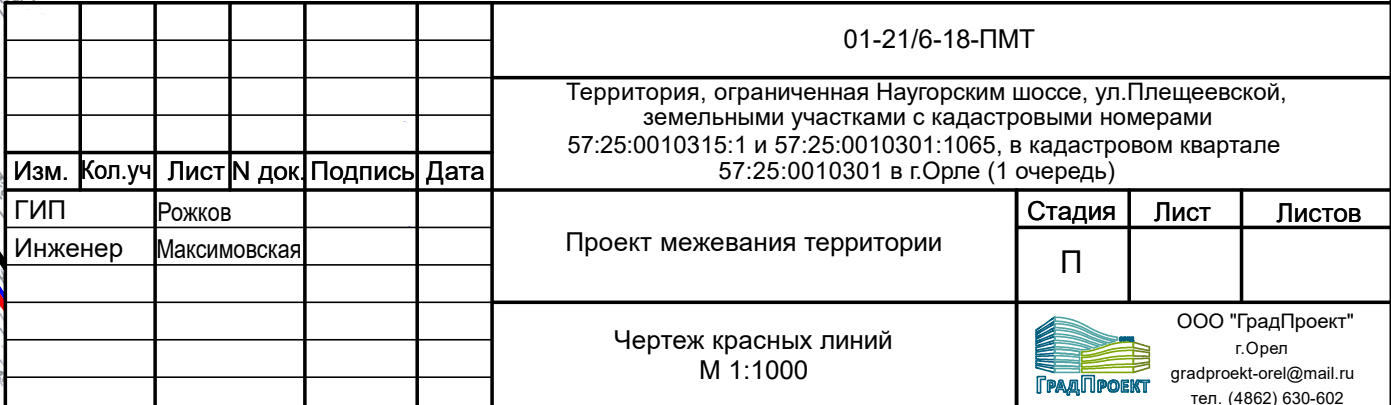 01-21/6-18-ПМТ
Территория, ограниченная Наугорским шоссе, ул.Плещеевской,
земельными участками с кадастровыми номерами
57:25:0010315:1 и 57:25:0010301:1065, в кадастровом квартале
57:25:0010301 в г.Орле (1 очередь)
Изм. Кол.уч Лист N док. Подпись Дата
ГИП Рожков
Инженер Максимовская
Проект межевания территории
Стадия Лист Листов
П
Чертеж красных линий
М 1:1000
ГРАДПРОЕКТ
ООО "ГрадПроект"
г.Орел
gradproekt-orel@mail.ru
тел. (4862) 630-602